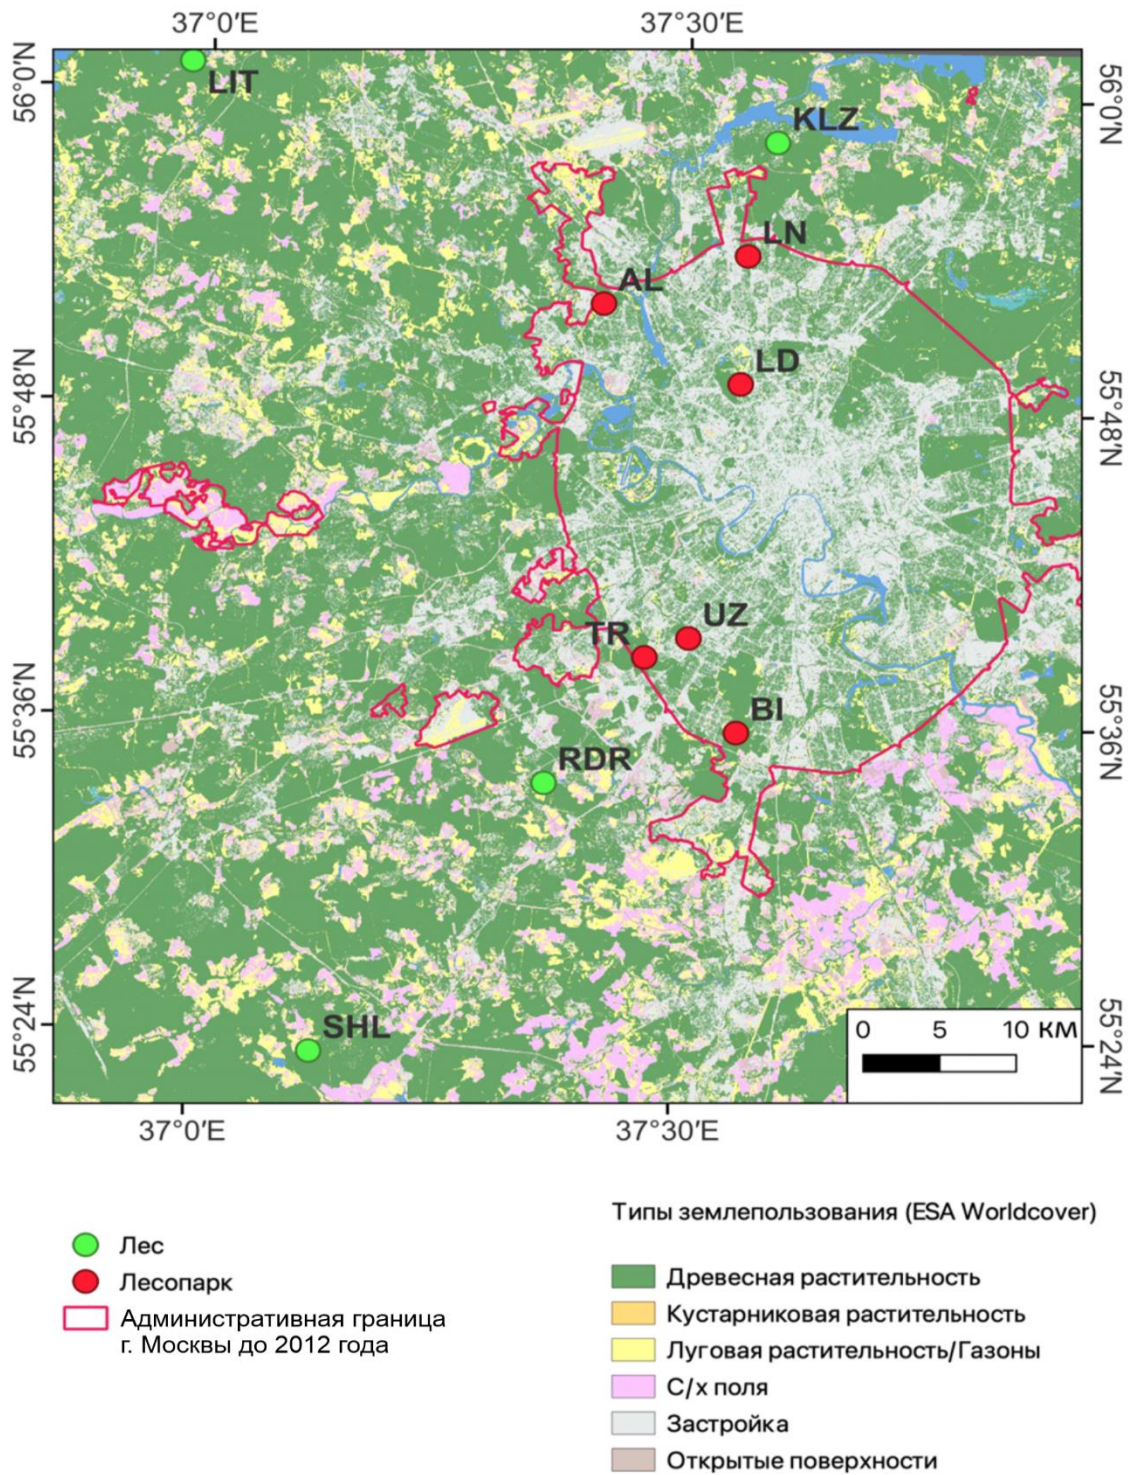 37°0′E 37°30′E
56°0′N
56°0′N
LIT
KLZ
LN
AL
LD
55°48′N
55°48′N
UZ
TR
BI
55°36′N
55°36′N
RDR
SHL
55°24′N
55°24′N
0 5 10 КМ
37°0′E 37°30′E
Лес
Лесопарк
Административная граница
г. Москвы до 2012 года
Типы землепользования (ESA Worldcover)
Древесная растительность
Кустарниковая растительность
Луговая растительность/Газоны
С/х поля
Застройка
Открытые поверхности